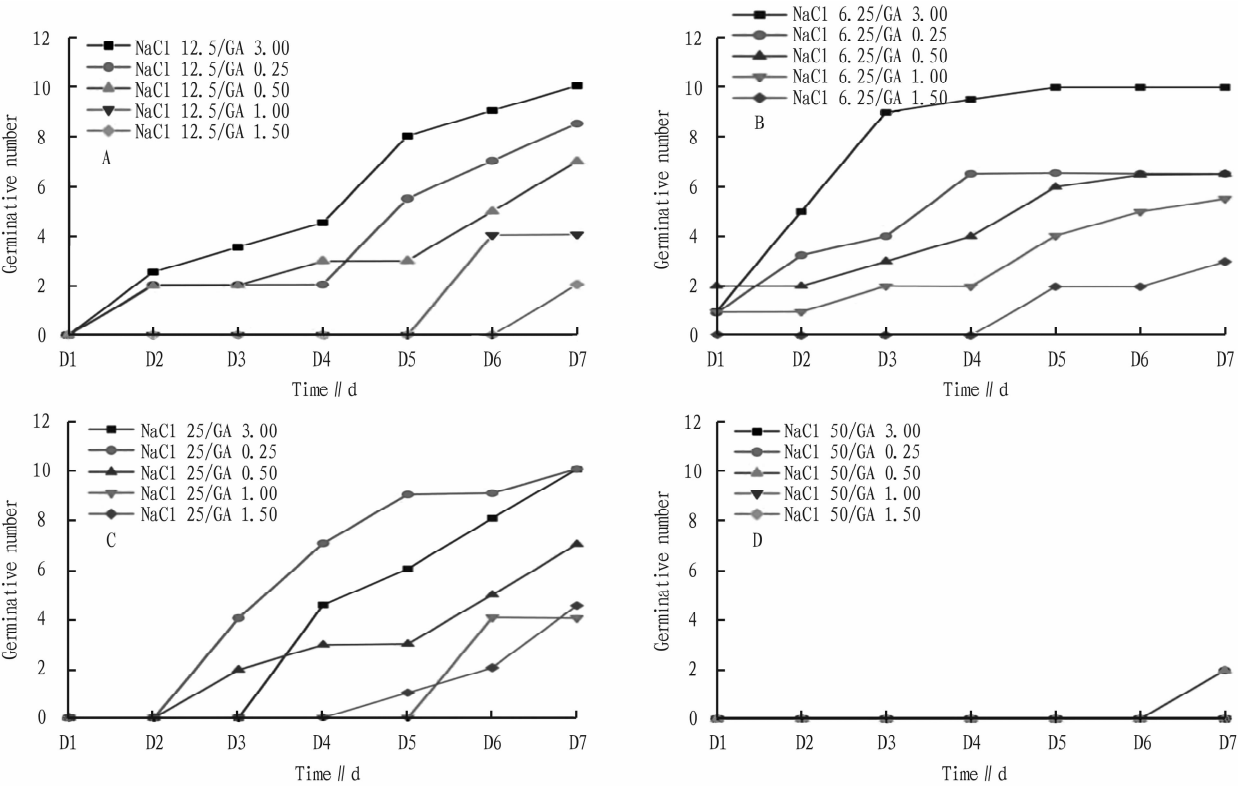 12
10
8
6
4
2
0
Germinative number
NaCl 12.5/GA 3.00
NaCl 12.5/GA 0.25
NaCl 12.5/GA 0.50
NaCl 12.5/GA 1.00
NaCl 12.5/GA 1.50
A
D1 D2 D3 D4 D5 D6 D7
Time∥d
12
10
8
6
4
2
0
Germinative number
NaCl 6.25/GA 3.00
NaCl 6.25/GA 0.25
NaCl 6.25/GA 0.50
NaCl 6.25/GA 1.00
NaCl 6.25/GA 1.50
B
D1 D2 D3 D4 D5 D6 D7
Time∥d
12
10
8
6
4
2
0
Germinative number
NaCl 25/GA 3.00
NaCl 25/GA 0.25
NaCl 25/GA 0.50
NaCl 25/GA 1.00
NaCl 25/GA 1.50
C
D1 D2 D3 D4 D5 D6 D7
Time∥d
12
10
8
6
4
2
0
Germinative number
NaCl 50/GA 3.00
NaCl 50/GA 0.25
NaCl 50/GA 0.50
NaCl 50/GA 1.00
NaCl 50/GA 1.50
D
D1 D2 D3 D4 D5 D6 D7
Time∥d